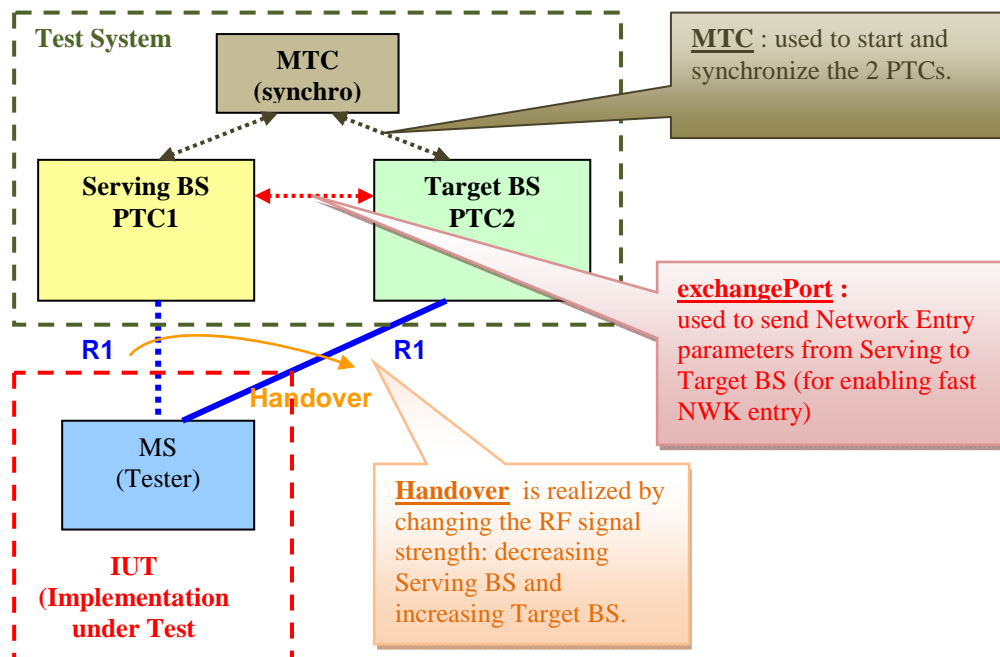 Test System
MTC
(synchro)
MTC : used to start and
synchronize the 2 PTCs.
Serving BS
PTC1
Target BS
PTC2
exchangePort :
used to send Network Entry
parameters from Serving to
Target BS (for enabling fast
NWK entry)
R1
R1
Handover
MS
(Tester)
Handover is realized by
changing the RF signal
strength: decreasing
Serving BS and
increasing Target BS.
IUT
(Implementation
under Test